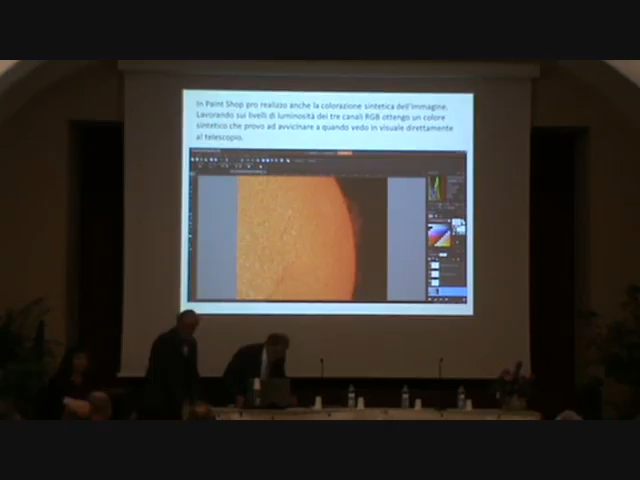 In Paint Shop pro realizzo anche la colorazione sintetica dell'immagine.
Lavorando sui livelli di luminosità dei tre canali RGB ottengo un colore
sintetico che provo ad avvicinare a quando vedo in visuale direttamente
al telescopio.